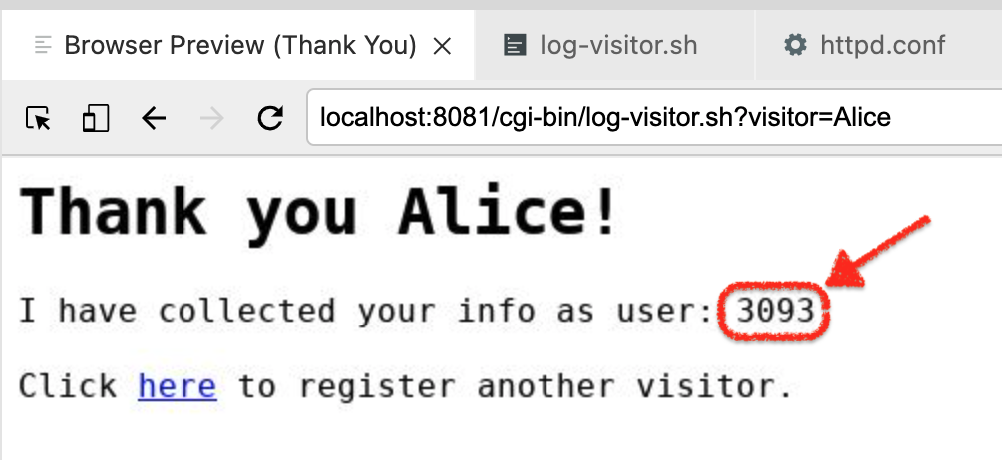 Browser Preview (Thank You)
log-visitor.sh
httpd.conf
localhost:8081/cgi-bin/log-visitor.sh?visitor=Alice
Thank you Alice!
I have collected your info as user: 3093
Click here to register another visitor.